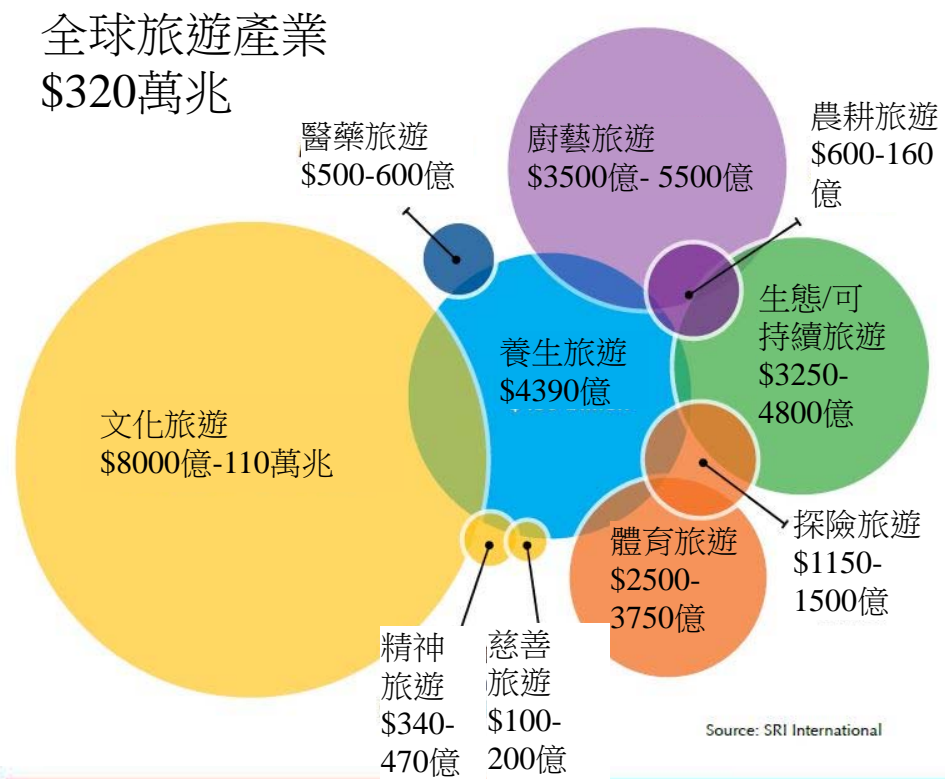 全球旅遊產業
$320萬兆
醫藥旅遊
$500-600億
廚藝旅遊
$3500億- 5500億
農耕旅遊
$600-160
億
生態/可
持續旅遊
$3250-
4800億
養生旅遊
$4390億
文化旅遊
$8000億-110萬兆
體育旅遊
$2500-
3750億
探險旅遊
$1150-
1500億
精神
旅遊
$340-
470億
慈善
旅遊
$100-
200億
Source: SRI International